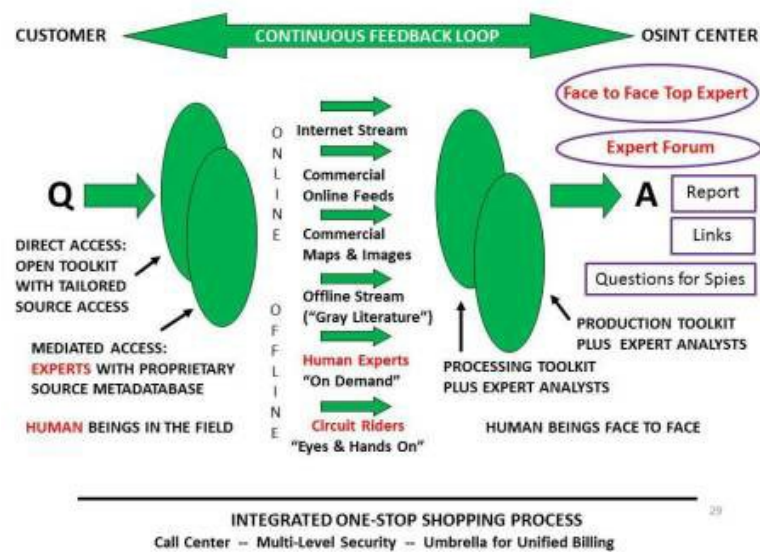 CUSTOMER
CONTINUOUS FEEDBACK LOOP
OSINT CENTER
Q
DIRECT ACCESS:
OPEN TOOLKIT
WITH TAILORED
SOURCE ACCESS
MEDIATED ACCESS:
EXPERTS WITH PROPRIETARY
SOURCE METADATABASE
HUMAN BEINGS IN THE FIELD
ONLINE
OFFLINE
Internet Stream
Commercial
Online Feeds
Commercial
Maps & Images
Offline Stream
("Gray Literature")
Human Experts
"On Demand"
Circuit Riders
"Eyes & Hands On"
PROCESSING TOOLKIT
PLUS EXPERT ANALYSTS
PRODUCTION TOOLKIT
PLUS EXPERT ANALYSTS
HUMAN BEINGS FACE TO FACE
A
Face to Face Top Expert
Expert Forum
Report
Links
Questions for Spies
29
INTEGRATED ONE-STOP SHOPPING PROCESS
Call Center -- Multi-Level Security -- Umbrella for Unified Billing